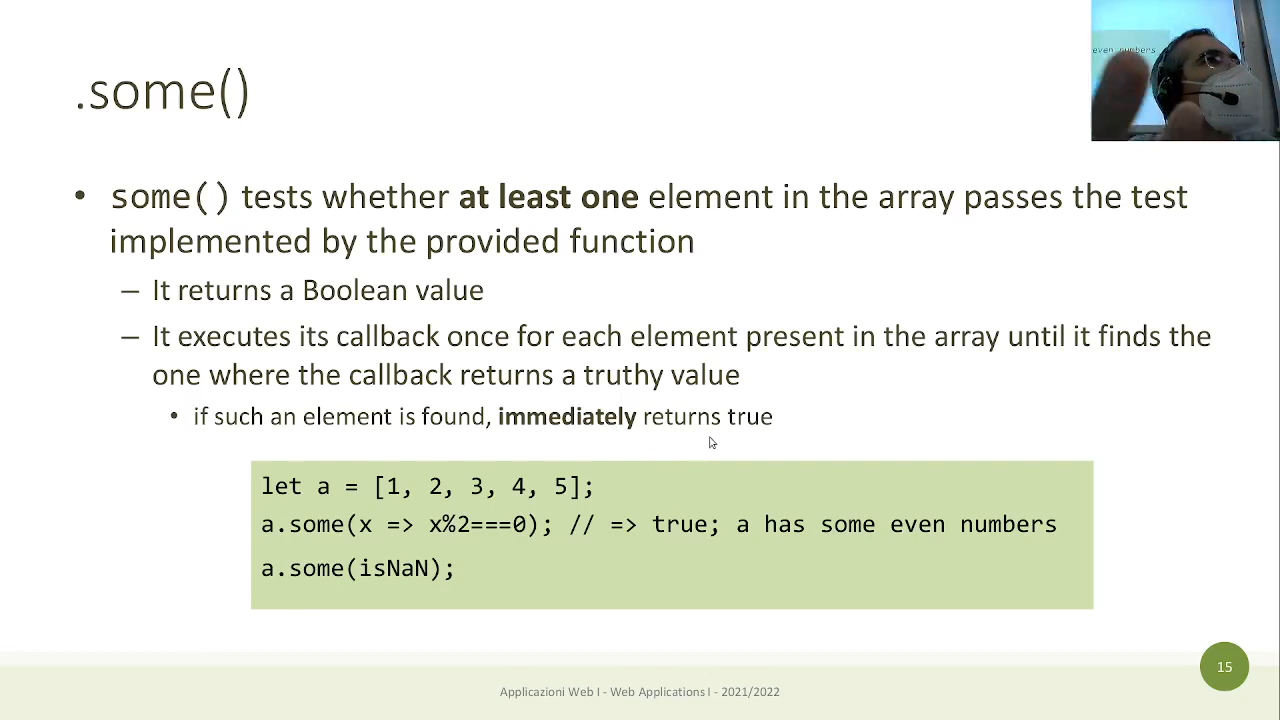 even numbers
.some()
• some() tests whether at least one element in the array passes the test
implemented by the provided function
– It returns a Boolean value
– It executes its callback once for each element present in the array until it finds the
one where the callback returns a truthy value
• if such an element is found, immediately returns true
let a = [1, 2, 3, 4, 5];
a.some(x => x%2===0); // => true; a has some even numbers
a.some(isNaN);
15
Applicazioni Web I - Web Applications I - 2021/2022